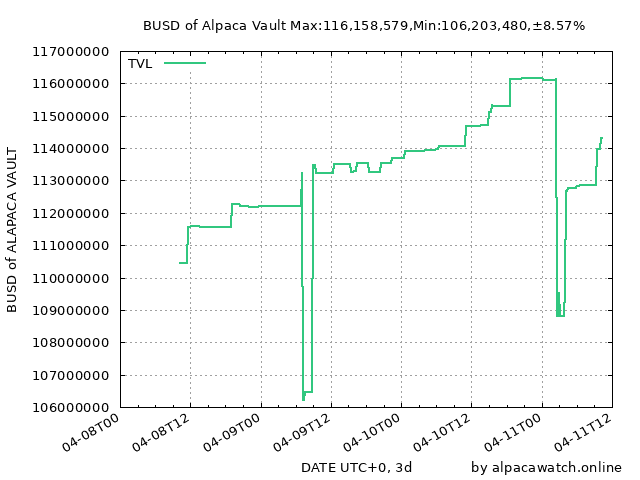 BUSD of Alpaca Vault Max:116,158,579,Min:106,203,480,±8.57%
117000000
TVL
116000000
115000000
114000000
113000000
112000000
111000000
110000000
109000000
108000000
107000000
106000000
BUSD of ALAPACA VAULT
04-08T00
04-08T12
04-09T00
04-09T12
04-10T00
04-10T12
04-11T00
04-11T12
DATE UTC+0, 3d
by alpacawatch.online